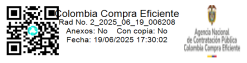 Colombia Compra Eficiente
Rad No. 2_2025_06_19_006208
Anexos: No Con copia: No
Fecha: 19/06/2025 17:30:02
Agencia Nacional
de Contratación Pública
Colombia Compra Eficiente